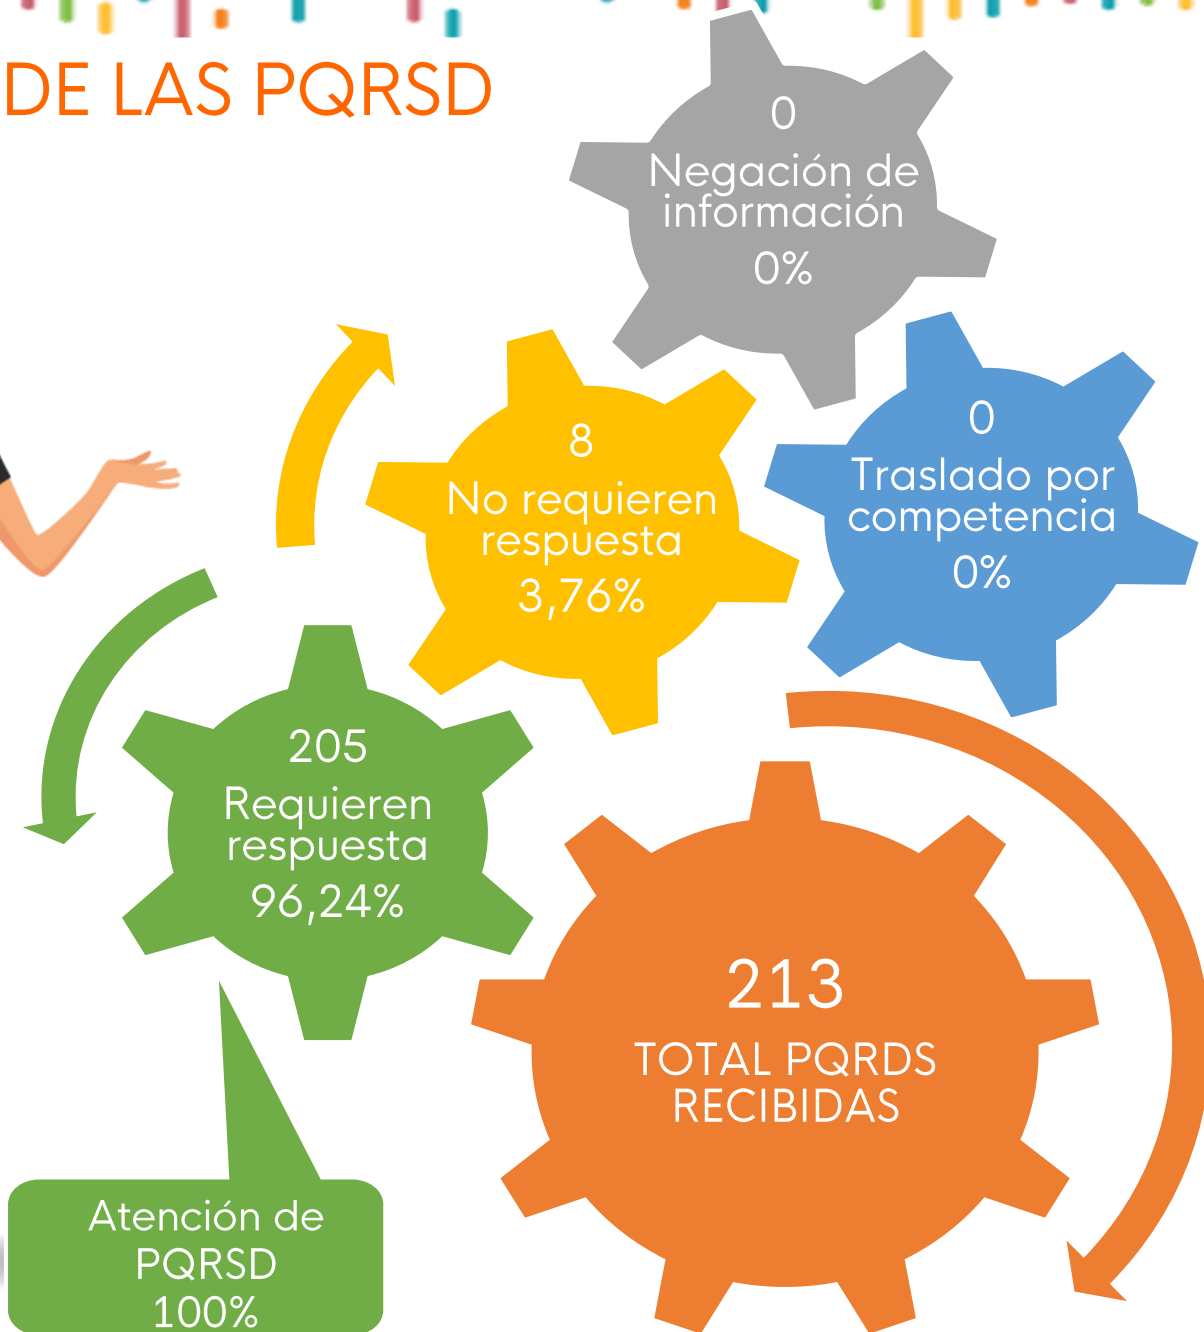 DE LAS PQRSD
0
Negación de
información
0%
0
Traslado por
competencia
0%
8
No requieren
respuesta
3,76%
205
Requieren
respuesta
96,24%
213
TOTAL PQRDS
RECIBIDAS
Atención de
PQRSD
100%